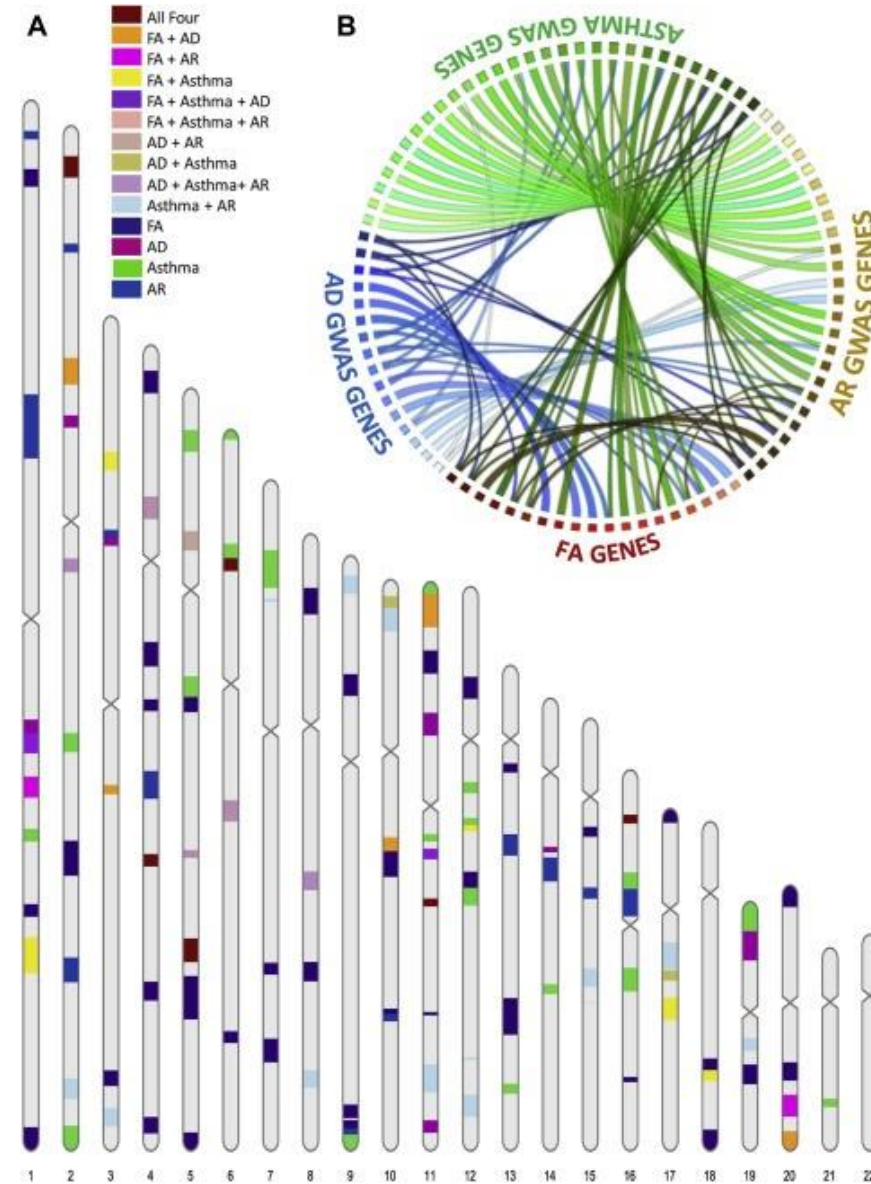 A
All Four
FA + AD
FA + AR
FA + Asthma
FA + Asthma + AD
FA + Asthma + AR
AD + AR
AD + Asthma
AD + Asthma+ AR
Asthma + AR
FA
AD
Asthma
AR
B
ASTHMA GWAS GENES
AD GWAS GENES
AR GWAS GENES
FA GENES
1 2 3 4 5 6 7 8 9 10 11 12 13 14 15 16 17 18 19 20 21 22